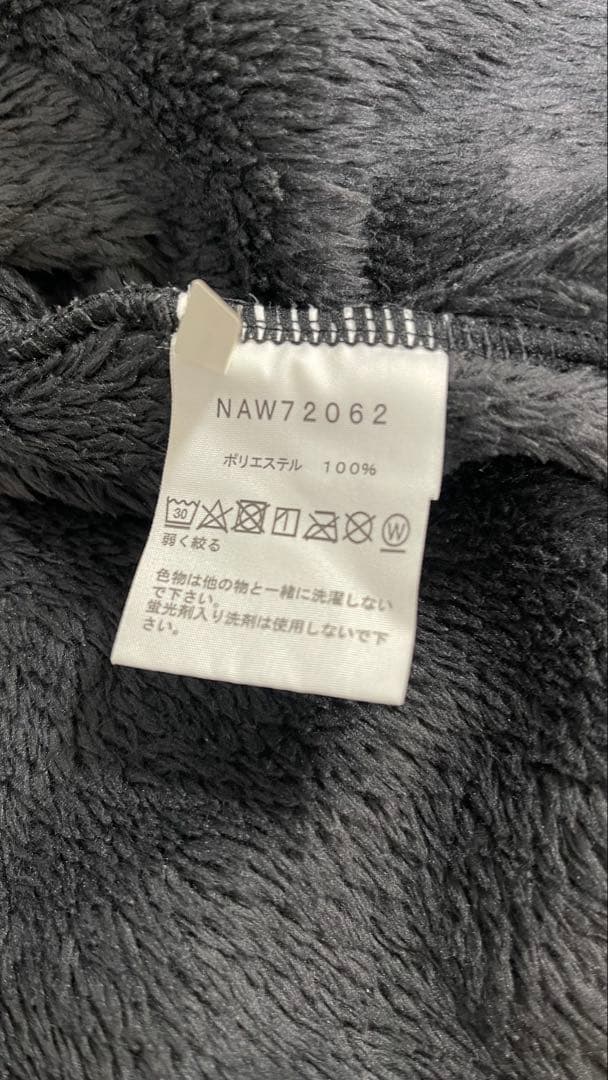 NAW72062
ポリエステル 100%
30 W
弱く絞る
色物は他の物と一緒に洗濯しない
で下さい。
蛍光剤入り洗剤は使用しないで下
さい。